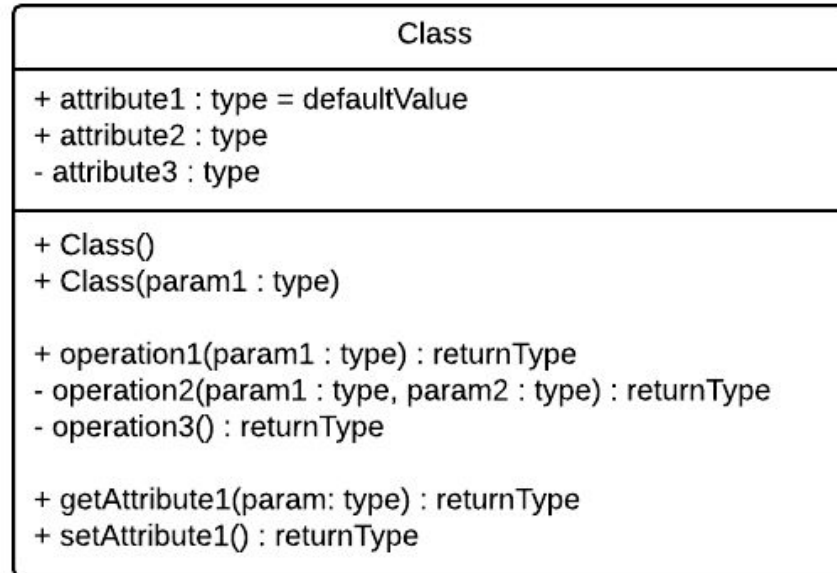 Class
+ attribute1 : type = defaultValue
+ attribute2 : type
- attribute3 : type
+ Class()
+ Class(param1 : type)
+ operation1(param1 : type) : returnType
- operation2(param1 : type, param2 : type) : returnType
- operation3() : returnType
+ getAttribute1(param: type) : returnType
+ setAttribute1() : returnType